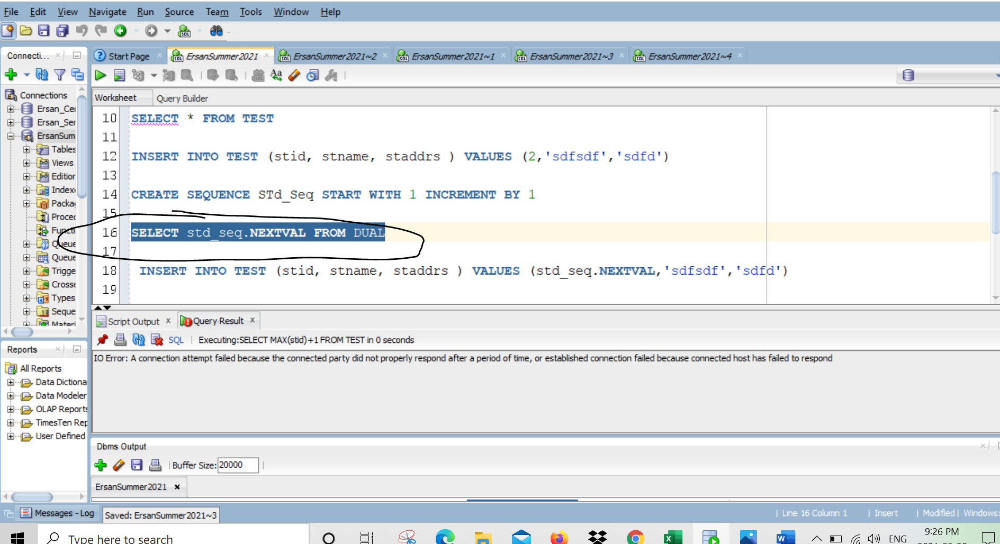 File Edit View Navigate Run Source Team Tools Window Help
Connecti...
Start Page
ErsanSummer2021
ErsanSummer2021~2
ErsanSummer2021~1
ErsanSummer2021~3
ErsanSummer2021~4
Connections
Ersan_Cer
Ersan_Ser
ErsanSum
Tables
Views
Edition
Indexe
Packag
Proced
Functi
Queue
Queue
Trigge
Crosse
Types
Seque
Materi
Worksheet Query Builder
10 SELECT * FROM TEST
11
12 INSERT INTO TEST (stid, stname, staddrs ) VALUES (2,'sdfsdf','sdfd')
13
14 CREATE SEQUENCE STd_Seq START WITH 1 INCREMENT BY 1
15
16 SELECT std_seq.NEXTVAL FROM DUAL
17
18 INSERT INTO TEST (stid, stname, staddrs ) VALUES (std_seq.NEXTVAL,'sdfsdf','sdfd')
19
Script Output x Query Result x
SQL | Executing:SELECT MAX(stid)+1 FROM TEST in 0 seconds
IO Error: A connection attempt failed because the connected party did not properly respond after a period of time, or established connection failed because connected host has failed to respond
Reports
All Reports
Data Dictiona
Data Modeler
OLAP Reports
TimesTen Rep
User Defined
Dbms Output
Buffer Size: 20000
ErsanSummer2021
Messages - Log
Saved: ErsanSummer2021~3
| Line 16 Column 1 | Insert | Modified | Windows:
Type here to search
ENG
9:26 PM